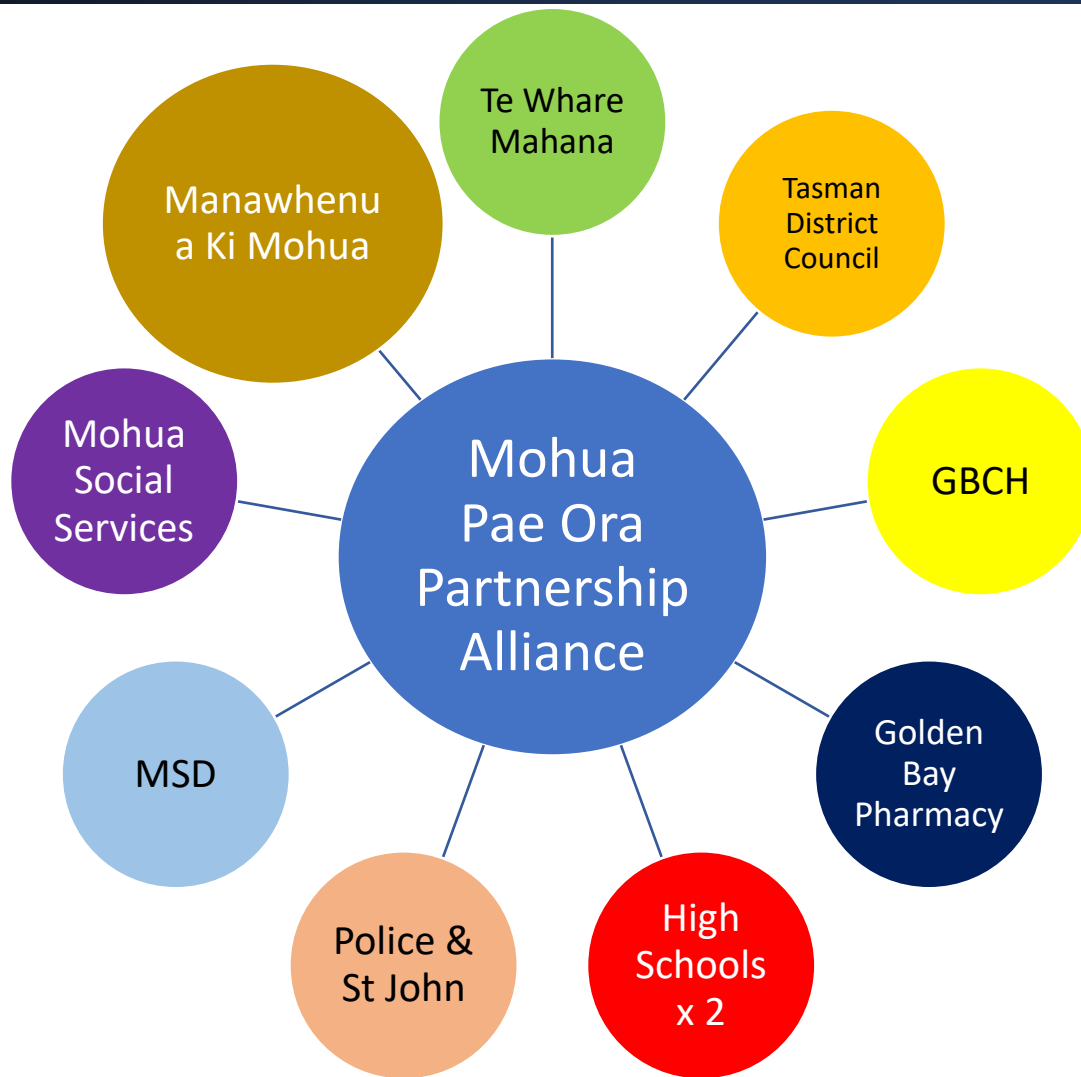 Te Whare
Mahana
Tasman
District
Council
GBCH
Golden
Bay
Pharmacy
High
Schools
x 2
Police &
St John
MSD
Mohua
Social
Services
Manawhenu
a Ki Mohua
Mohua
Pae Ora
Partnership
Alliance